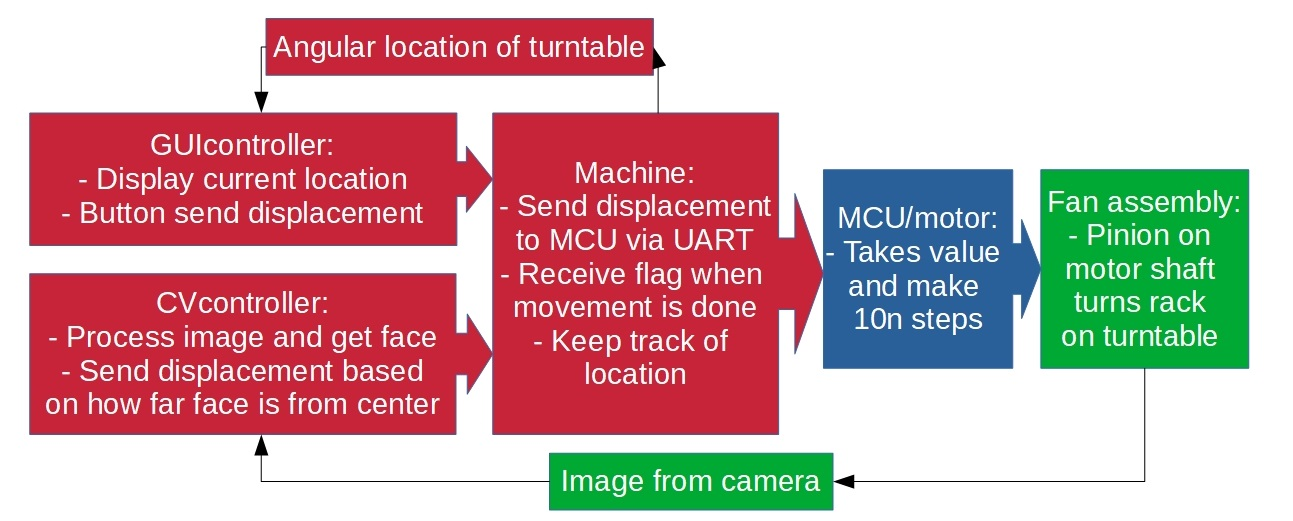 Angular location of turntable
GUIcontroller:
- Display current location
- Button send displacement
CVcontroller:
- Process image and get face
- Send displacement based
on how far face is from center
Machine:
- Send displacement
to MCU via UART
- Receive flag when
movement is done
- Keep track of
location
MCU/motor:
- Takes value
and make
10n steps
Fan assembly:
- Pinion on
motor shaft
turns rack
on turntable
Image from camera